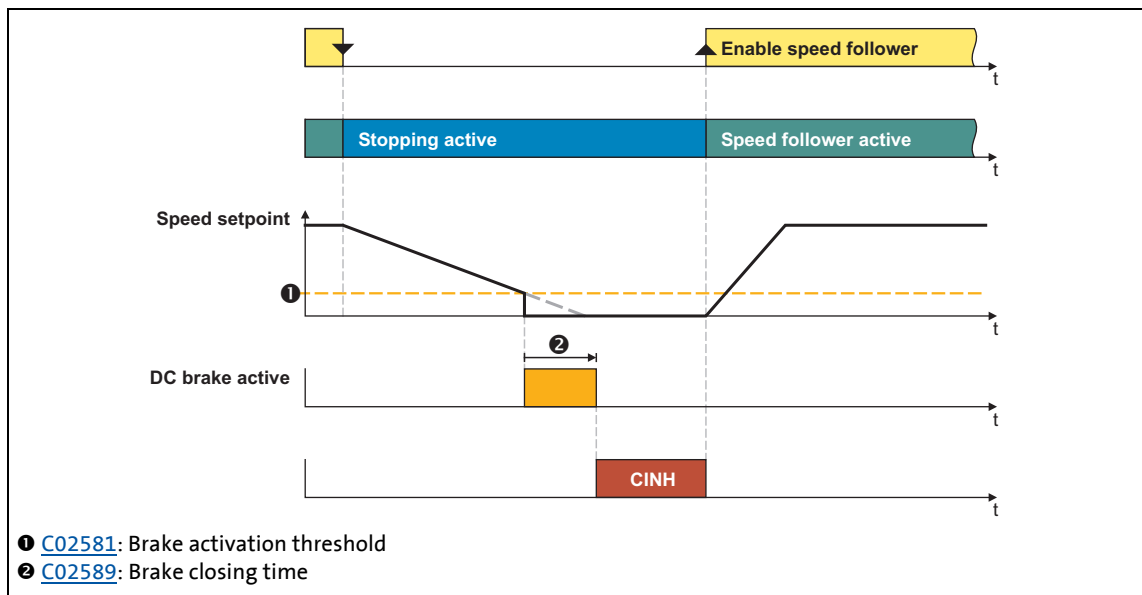 Enable speed follower
t
Stopping active
Speed follower active
t
Speed setpoint
❶
t
❷
DC brake active
t
CINH
t
❶ C02581: Brake activation threshold
❷ C02589: Brake closing time